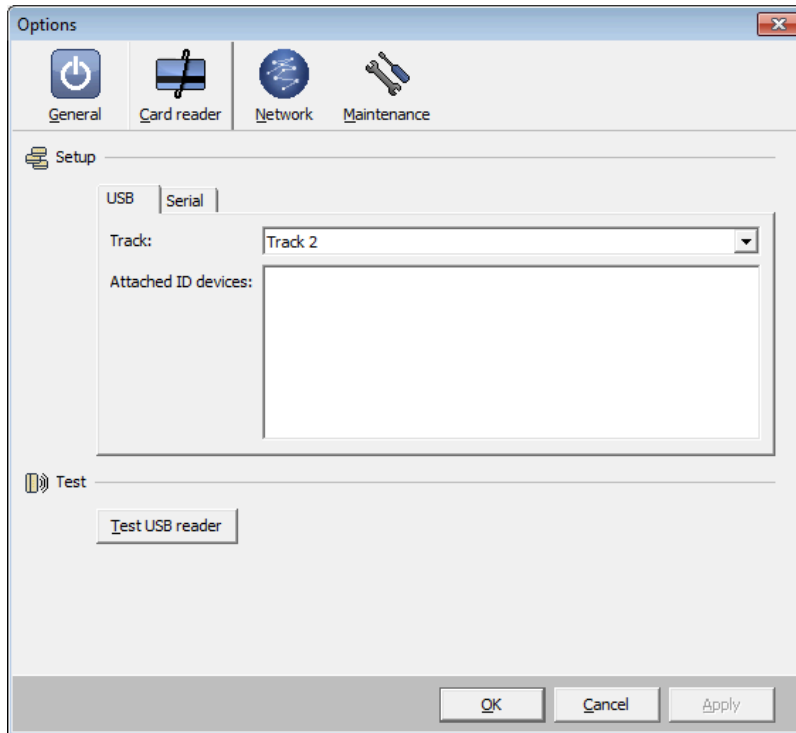 Options
General Card reader Network Maintenance
Setup
USB Serial
Track: Track 2
Attached ID devices:
Test
Test USB reader
OK Cancel Apply